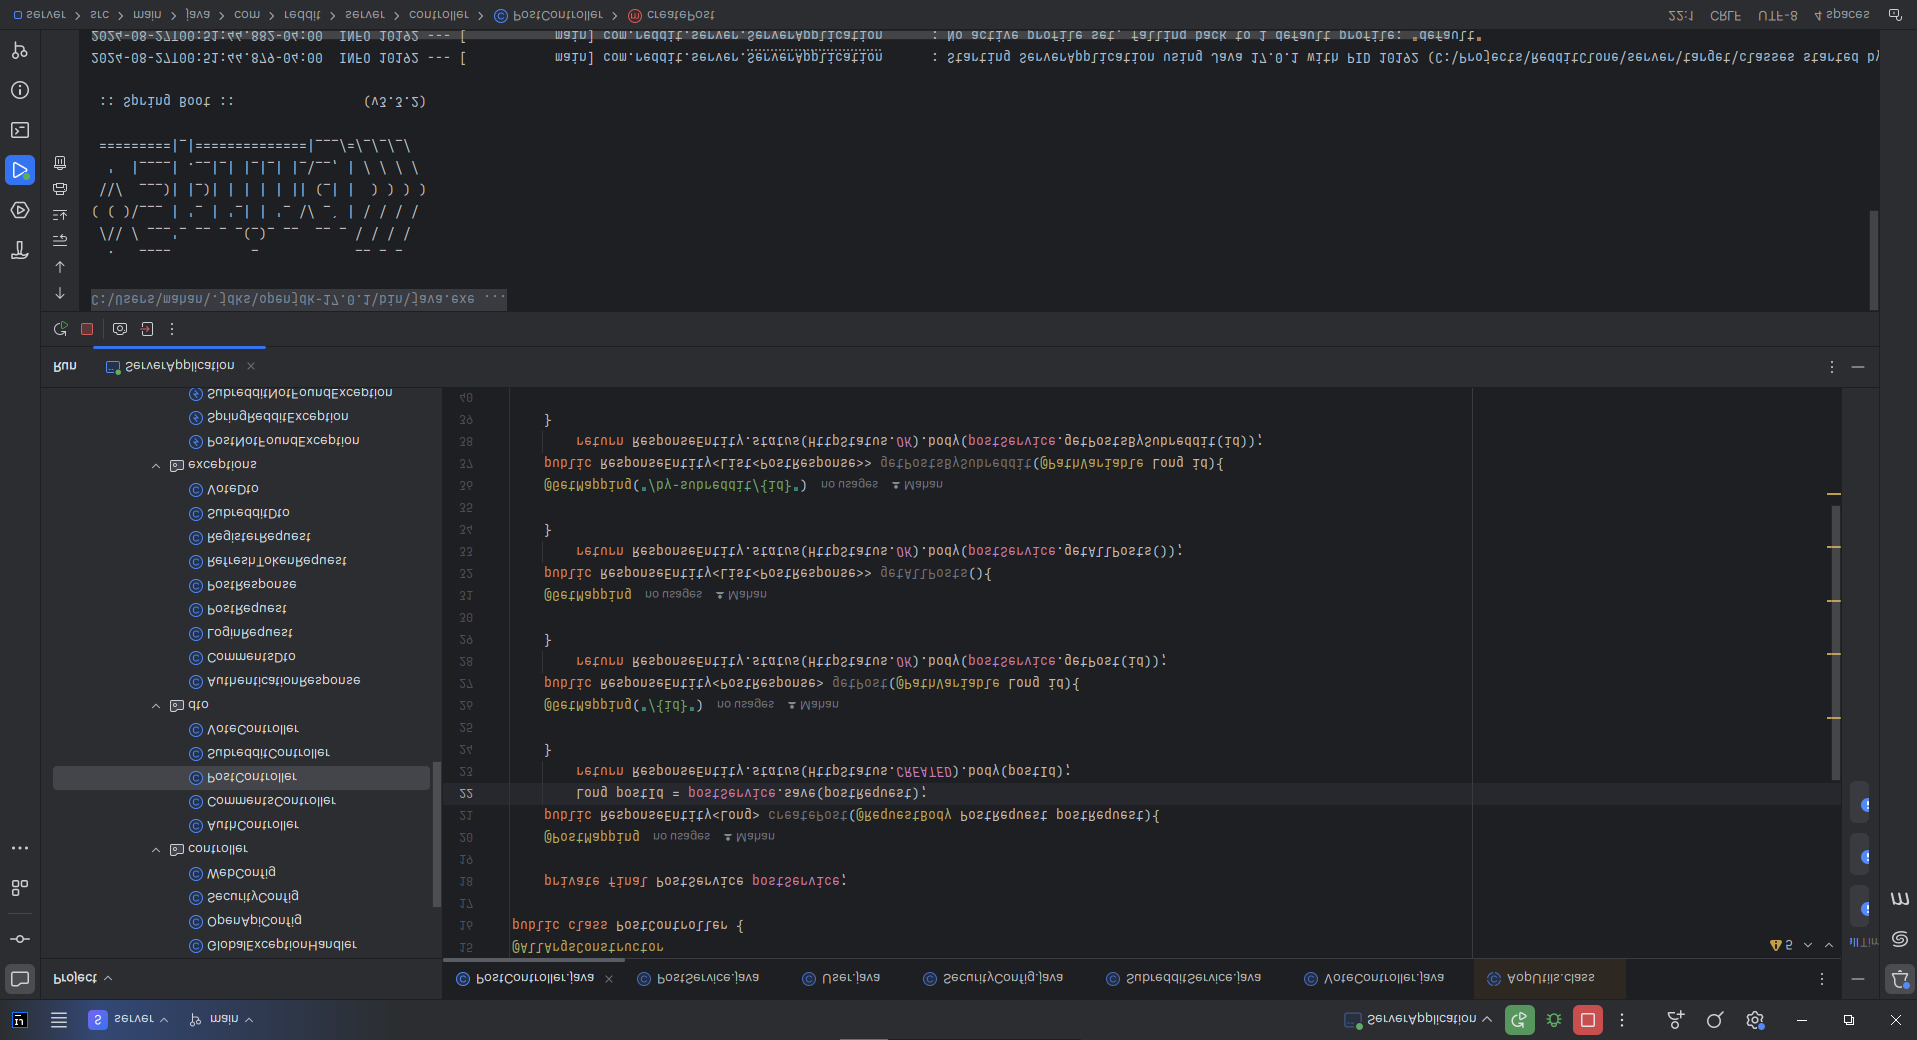 server
main
ServerApplication
Project
PostController.java
PostService.java
User.java
SecurityConfig.java
SubredditService.java
VoteController.java
AopUtils.class
GlobalExceptionHandler
OpenApiConfig
SecurityConfig
WebConfig
controller
AuthController
CommentsController
PostController
SubredditController
VoteController
dto
AuthenticationResponse
CommentsDto
LoginRequest
PostRequest
PostResponse
RefreshTokenRequest
RegisterRequest
SubredditDto
VoteDto
exceptions
PostNotFoundException
SpringRedditException
SubredditNotFoundException
5
15 @AllArgsConstructor
16 public class PostController {
17
18 private final PostService postService;
19
20 @PostMapping no usages Mahan
21 public ResponseEntity<Long> createPost(@RequestBody PostRequest postRequest){
22 Long postId = postService.save(postRequest);
23 return ResponseEntity.status(HttpStatus.CREATED).body(postId);
24 }
25
26 @GetMapping("/{id}") no usages Mahan
27 public ResponseEntity<PostResponse> getPost(@PathVariable Long id){
28 return ResponseEntity.status(HttpStatus.OK).body(postService.getPost(id));
29 }
30
31 @GetMapping no usages Mahan
32 public ResponseEntity<List<PostResponse>> getAllPosts(){
33 return ResponseEntity.status(HttpStatus.OK).body(postService.getAllPosts());
34 }
35
36 @GetMapping("/by-subreddit/{id}") no usages Mahan
37 public ResponseEntity<List<PostResponse>> getPostsBySubreddit(@PathVariable Long id){
38 return ResponseEntity.status(HttpStatus.OK).body(postService.getPostsBySubreddit(id));
39 }
40
Run
ServerApplication
C:\Users\mahan\.jdks\openjdk-17.0.1\bin\java.exe ...
:: Spring Boot :: (v3.3.2)
2024-08-27T00:51:44.879-04:00 INFO 10192 --- [ main] com.reddit.server.ServerApplication : Starting ServerApplication using Java 17.0.1 with PID 10192 (C:\Projects\RedditClone\server\target\classes started by
2024-08-27T00:51:44.882-04:00 INFO 10192 --- [ main] com.reddit.server.ServerApplication : No active profile set, falling back to 1 default profile: "default"
server > src > main > java > com > reddit > server > controller > PostController > createPost
22:1 CRLF UTF-8 4 spaces